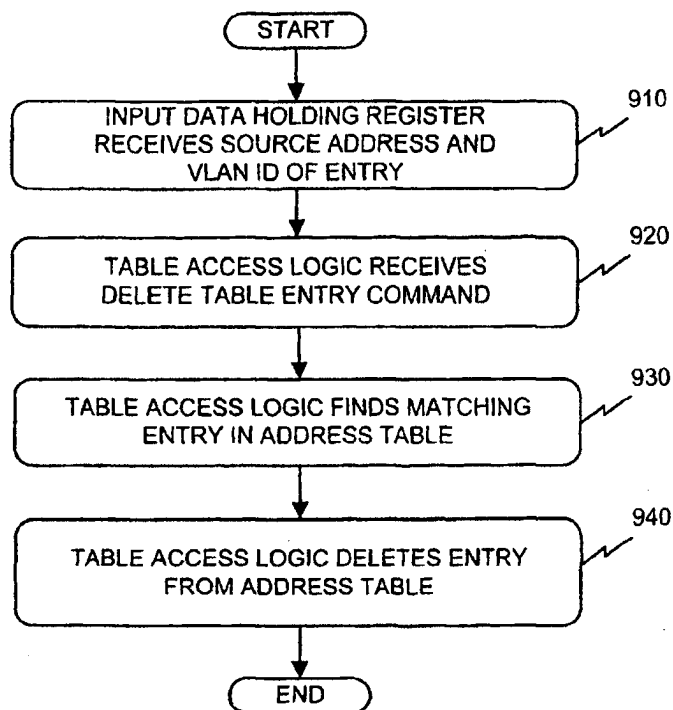 START
INPUT DATA HOLDING REGISTER
RECEIVES SOURCE ADDRESS AND
VLAN ID OF ENTRY
910
TABLE ACCESS LOGIC RECEIVES
DELETE TABLE ENTRY COMMAND
920
TABLE ACCESS LOGIC FINDS MATCHING
ENTRY IN ADDRESS TABLE
930
TABLE ACCESS LOGIC DELETES ENTRY
FROM ADDRESS TABLE
940
END